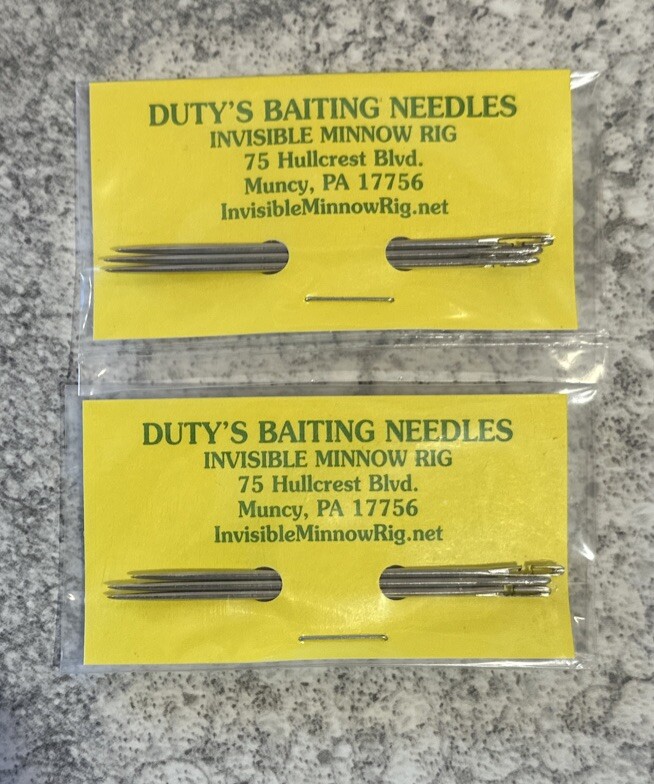 DUTY'S BAITING NEEDLES
INVISIBLE MINNOW RIG
75 Hullcrest Blvd.
Muncy, PA 17756
InvisibleMinnowRig.net
DUTY'S BAITING NEEDLES
INVISIBLE MINNOW RIG
75 Hullcrest Blvd.
Muncy, PA 17756
InvisibleMinnowRig.net